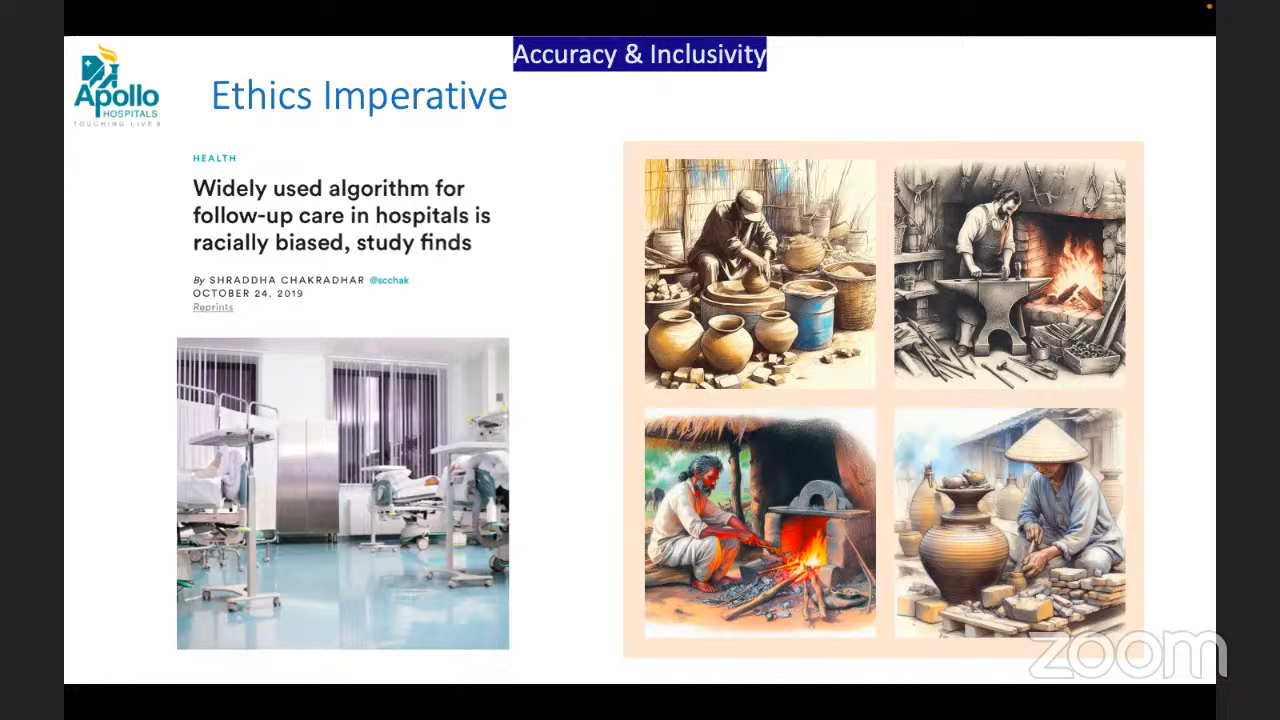 Accuracy & Inclusivity
Apollo
HOSPITALS
TOUCHING LIVES
Ethics Imperative
HEALTH
Widely used algorithm for
follow-up care in hospitals is
racially biased, study finds
By SHRADDHA CHAKRADHAR @scchak
OCTOBER 24, 2019
Reprints
zoom